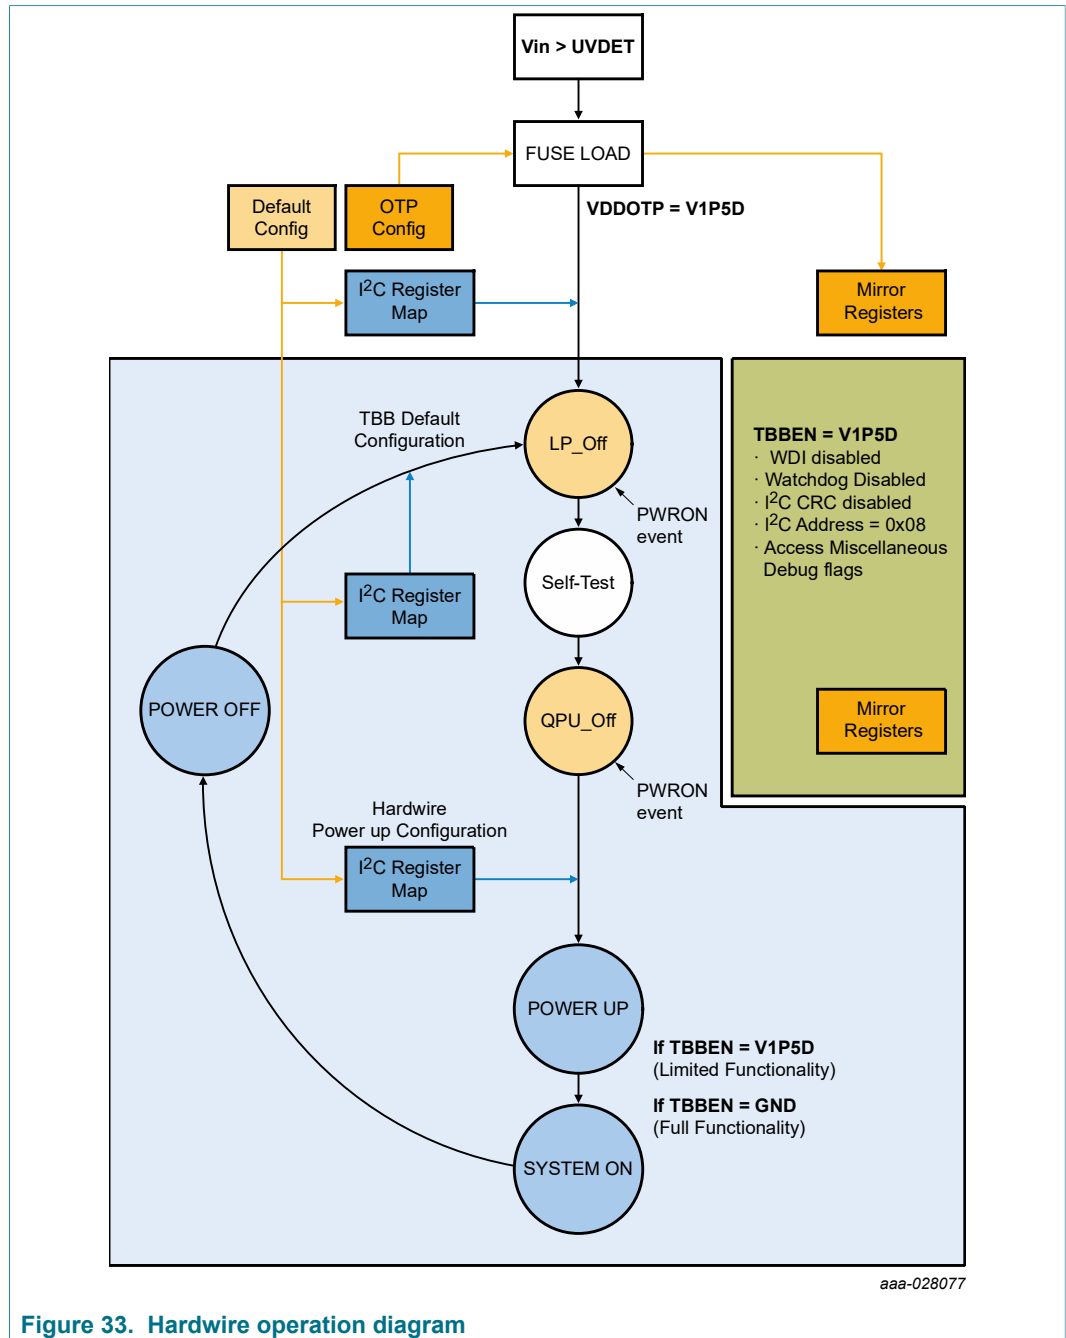 Vin > UVDET
FUSE LOAD
VDDOTP = V1P5D
Default
Config
OTP
Config
I2C Register
Map
Mirror
Registers
TBB Default
Configuration
LP_Off
PWRON
event
TBBEN = V1P5D
· WDI disabled
· Watchdog Disabled
· I2C CRC disabled
· I2C Address = 0x08
· Access Miscellaneous
Debug flags
Self-Test
I2C Register
Map
POWER OFF
QPU_Off
Mirror
Registers
PWRON
event
Hardwire
Power up Configuration
I2C Register
Map
POWER UP
If TBBEN = V1P5D
(Limited Functionality)
If TBBEN = GND
(Full Functionality)
SYSTEM ON
aaa-028077
Figure 33. Hardwire operation diagram